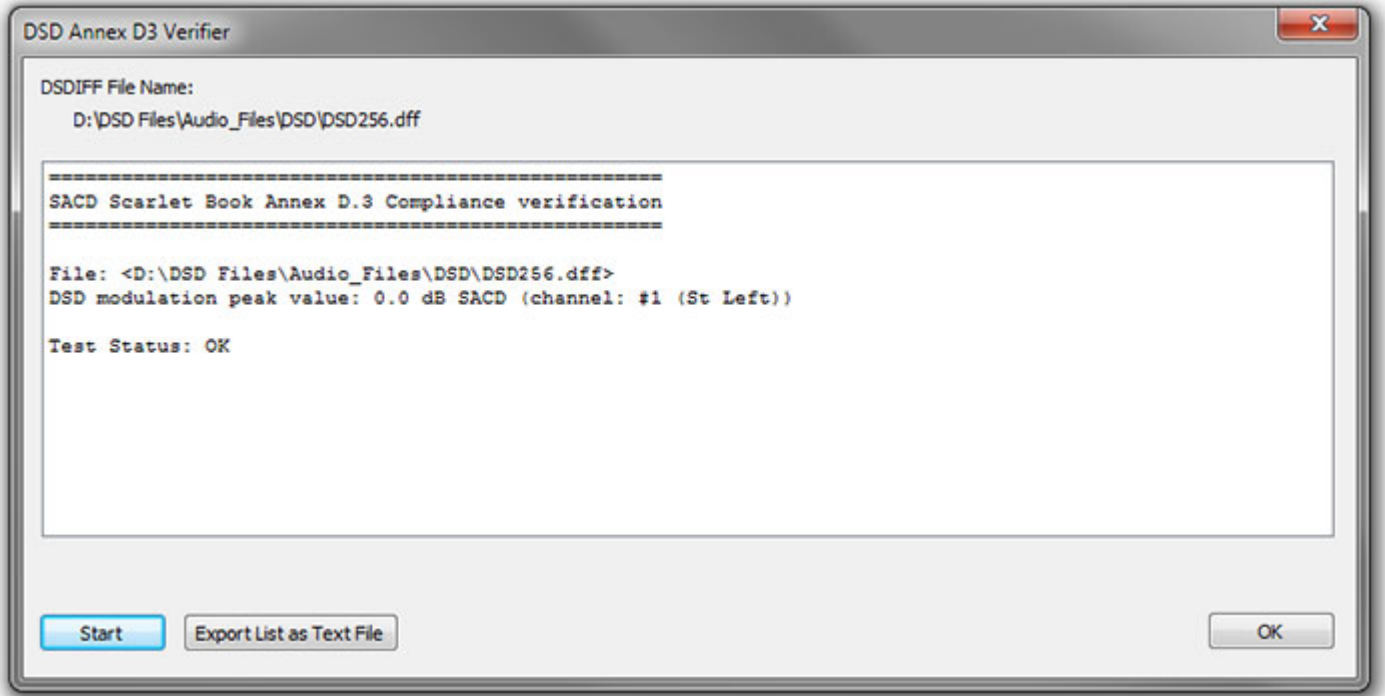 DSD Annex D3 Verifier
DSDIFF File Name:
D:\DSD Files\Audio_Files\DSD\DSD256.dff
===================================================
SACD Scarlet Book Annex D.3 Compliance verification
===================================================
File: <D:\DSD Files\Audio_Files\DSD\DSD256.dff>
DSD modulation peak value: 0.0 dB SACD (channel: #1 (St Left))
Test Status: OK
Start
Export List as Text File
OK